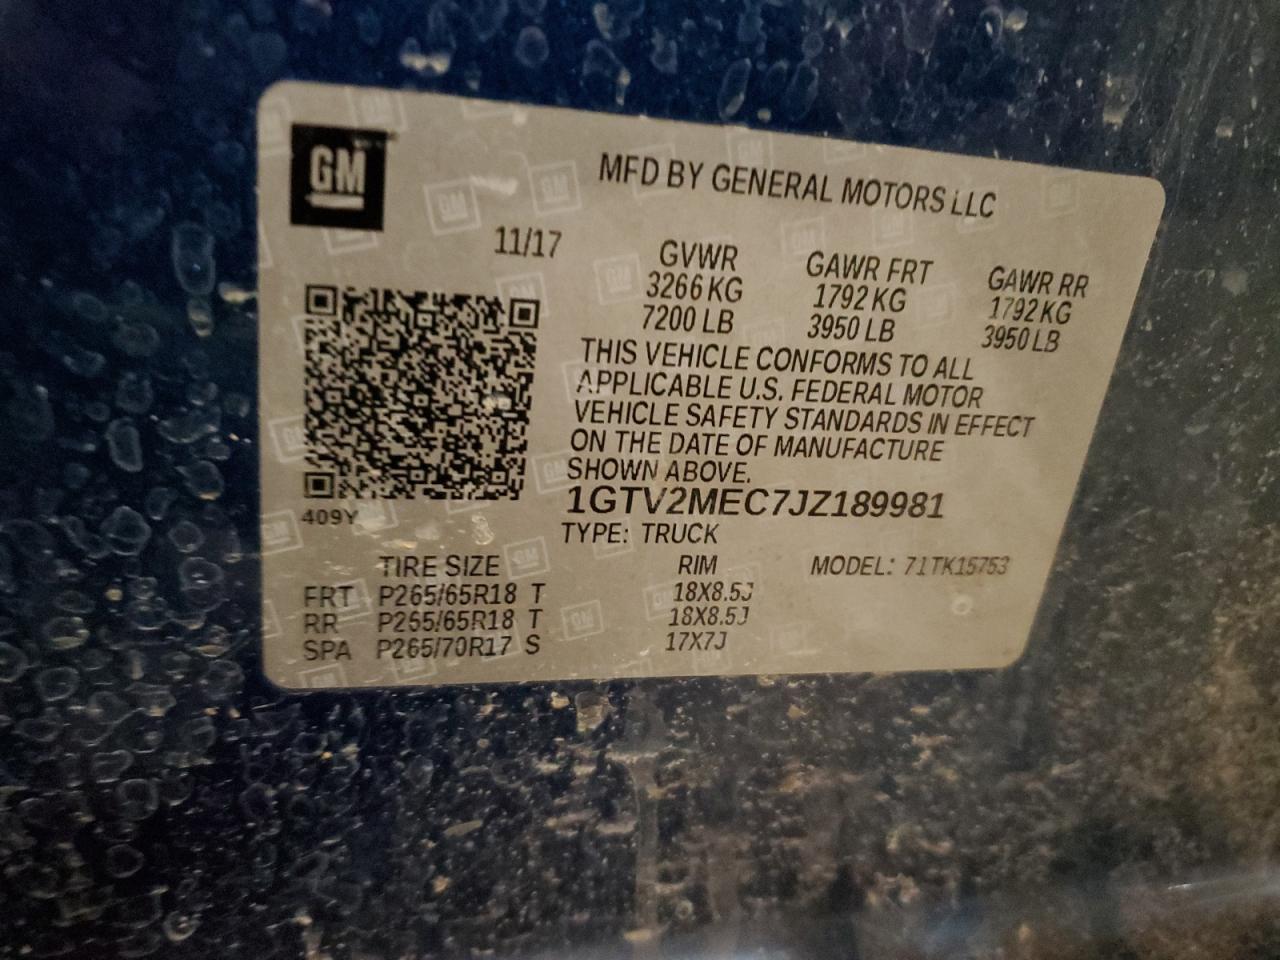 GM
MFD BY GENERAL MOTORS LLC
11/17
GVWR GAWR FRT GAWR RR
3266 KG 1792 KG 1792 KG
7200 LB 3950 LB 3950 LB
THIS VEHICLE CONFORMS TO ALL
APPLICABLE U.S. FEDERAL MOTOR
VEHICLE SAFETY STANDARDS IN EFFECT
ON THE DATE OF MANUFACTURE
SHOWN ABOVE.
1GTV2MEC7JZ189981
409Y
TYPE: TRUCK
TIRE SIZE RIM MODEL: 71TK15753
FRT P265/65R18 T 18X8.5J
RR P265/65R18 T 18X8.5J
SPA P265/70R17 S 17X7J